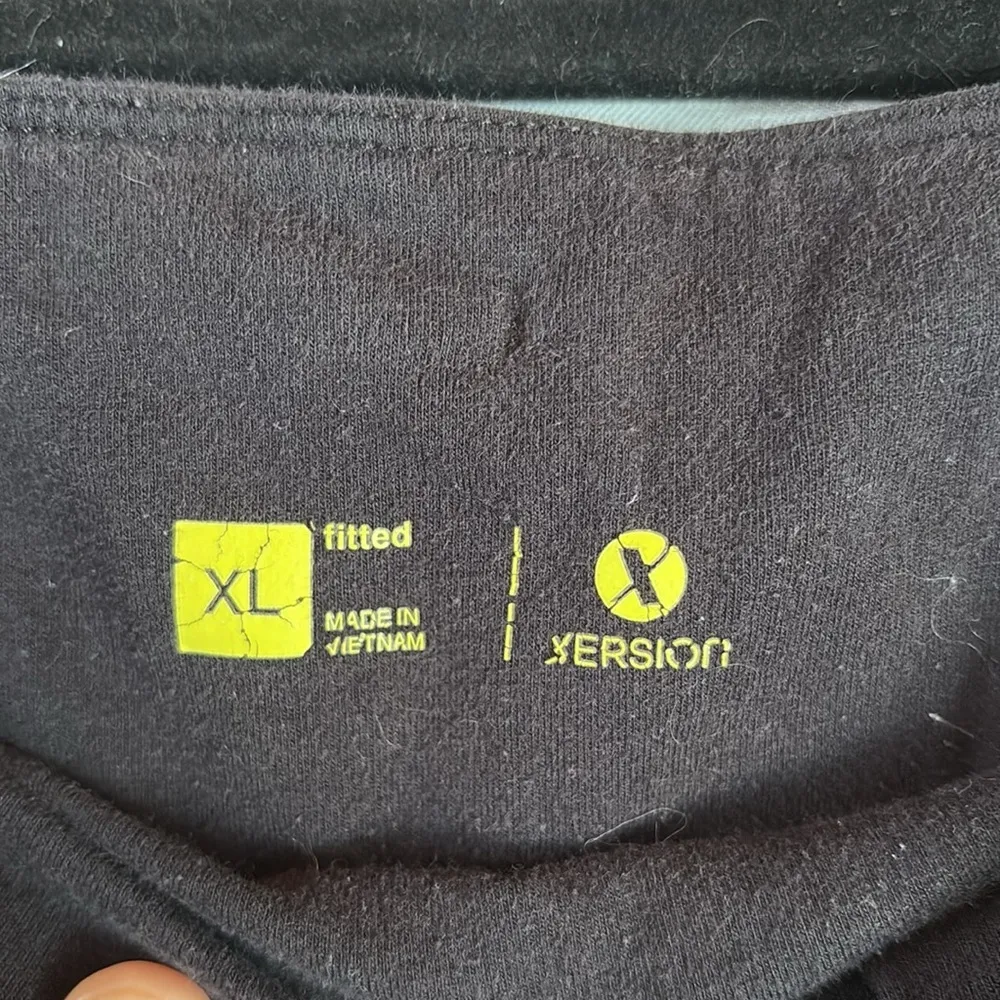 XL
fitted
MADE IN
VIETNAM
X
XERSION